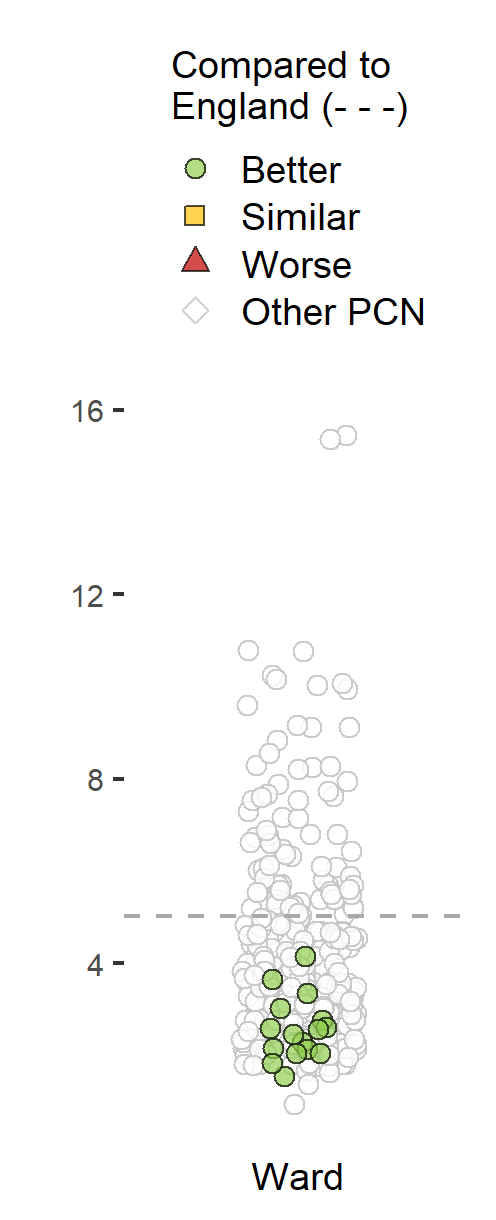 Compared to
England (- - -)
Better
Similar
Worse
Other PCN
16
12
8
4
Ward